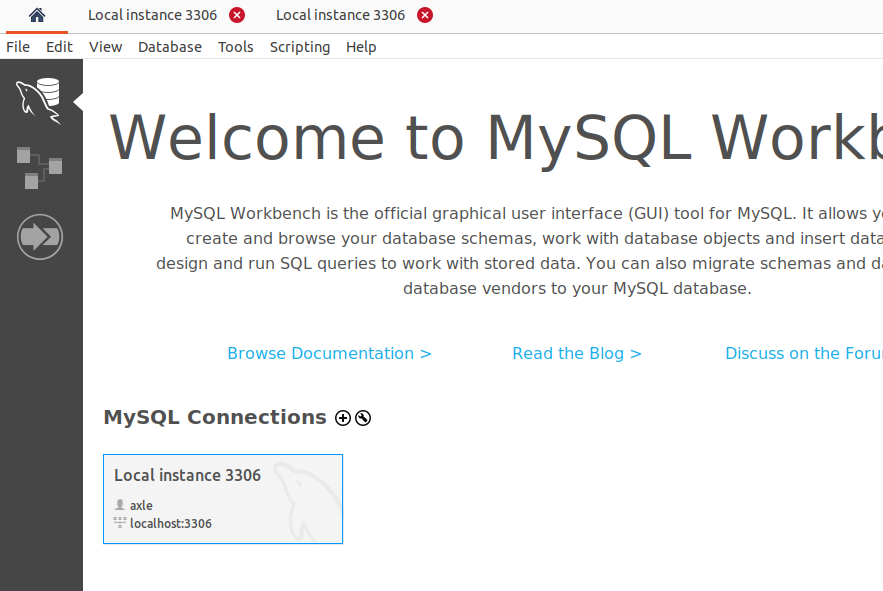 Local instance 3306 Local instance 3306
File Edit View Database Tools Scripting Help
Welcome to MySQL Workb
MySQL Workbench is the official graphical user interface (GUI) tool for MySQL. It allows y
create and browse your database schemas, work with database objects and insert data
design and run SQL queries to work with stored data. You can also migrate schemas and da
database vendors to your MySQL database.
Browse Documentation > Read the Blog > Discuss on the Foru
MySQL Connections
Local instance 3306
axle
localhost:3306